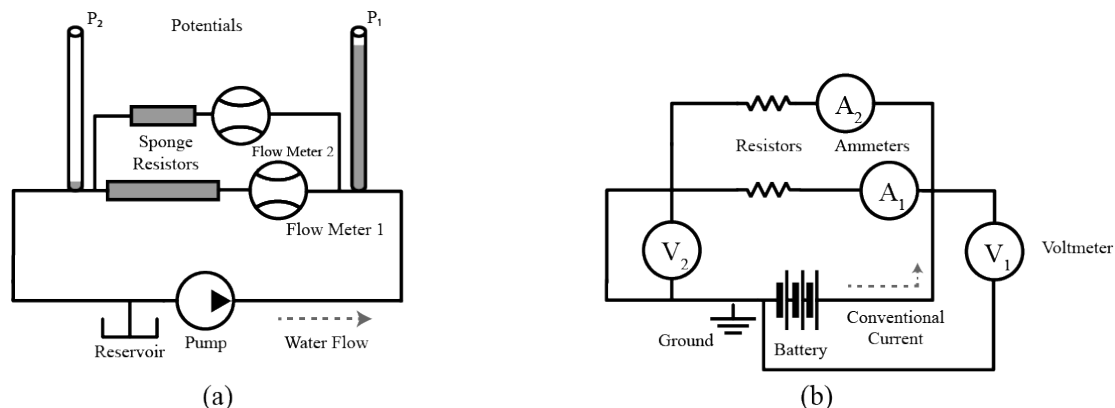 P₂
Potentials
P₁
Sponge
Resistors
Flow Meter 2
Flow Meter 1
Reservoir
Pump
Water Flow
(a)
A₂
Resistors
Ammeters
A₁
V₂
V₁
Voltmeter
Ground
Battery
Conventional
Current
(b)